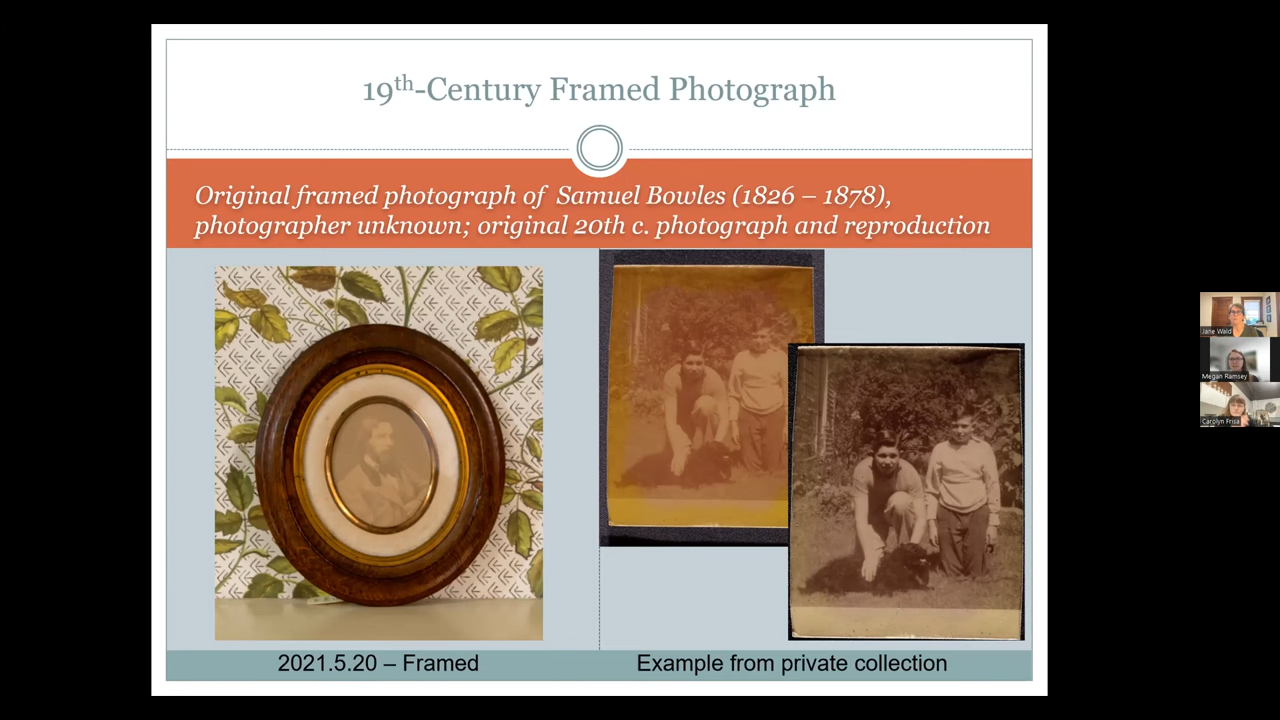 19th-Century Framed Photograph
Original framed photograph of Samuel Bowles (1826 – 1878),
photographer unknown; original 20th c. photograph and reproduction
2021.5.20 – Framed
Example from private collection
Jane Wald
Megan Ramsey
Carolyn Frisa